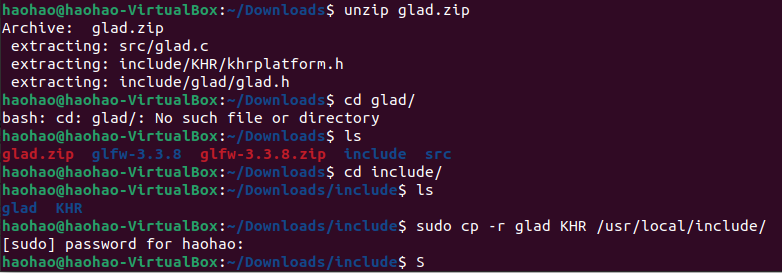 haohao@haohao-VirtualBox:~/Downloads$ unzip glad.zip
Archive:  glad.zip
 extracting: src/glad.c
 extracting: include/KHR/khrplatform.h
 extracting: include/glad/glad.h
haohao@haohao-VirtualBox:~/Downloads$ cd glad/
bash: cd: glad/: No such file or directory
haohao@haohao-VirtualBox:~/Downloads$ ls
glad.zip  glfw-3.3.8  glfw-3.3.8.zip  include  src
haohao@haohao-VirtualBox:~/Downloads$ cd include/
haohao@haohao-VirtualBox:~/Downloads/include$ ls
glad  KHR
haohao@haohao-VirtualBox:~/Downloads/include$ sudo cp -r glad KHR /usr/local/include/
[sudo] password for haohao:
haohao@haohao-VirtualBox:~/Downloads/include$ S